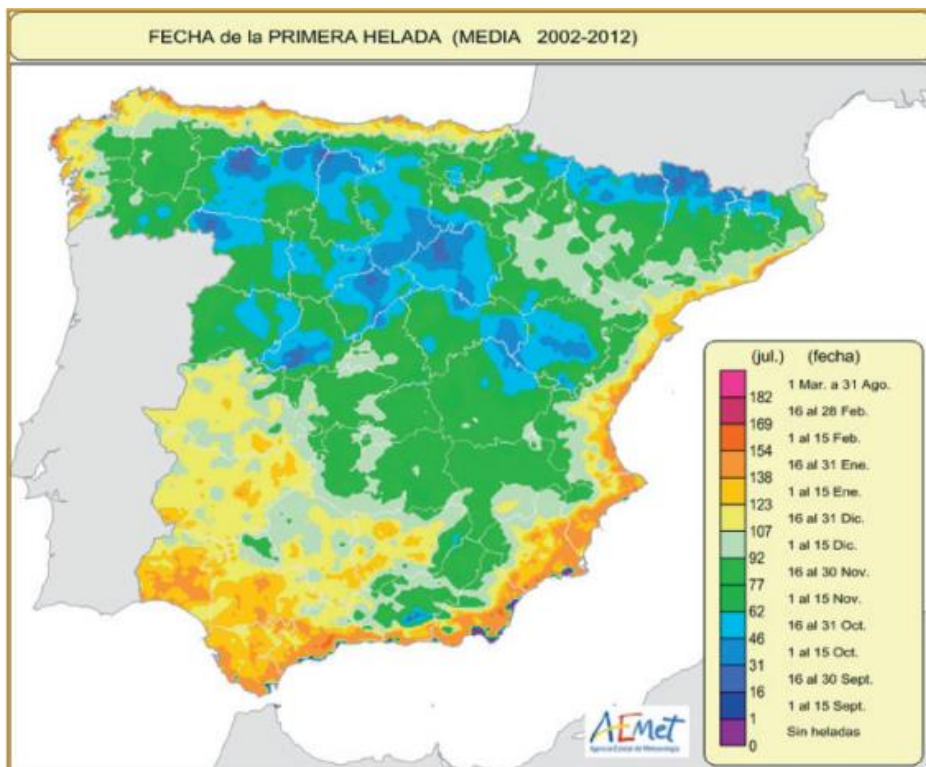 FECHA de la PRIMERA HELADA (MEDIA 2002-2012)
(jul.) (fecha)
1 Mar. a 31 Ago.
182
16 al 28 Feb.
169
1 al 15 Feb.
154
16 al 31 Ene.
138
1 al 15 Ene.
123
16 al 31 Dic.
107
1 al 15 Dic.
92
16 al 30 Nov.
77
1 al 15 Nov.
62
16 al 31 Oct.
46
1 al 15 Oct.
31
16 al 30 Sept.
16
1 al 15 Sept.
1
Sin heladas
0
AEMet
Agencia Estatal de Meteorología